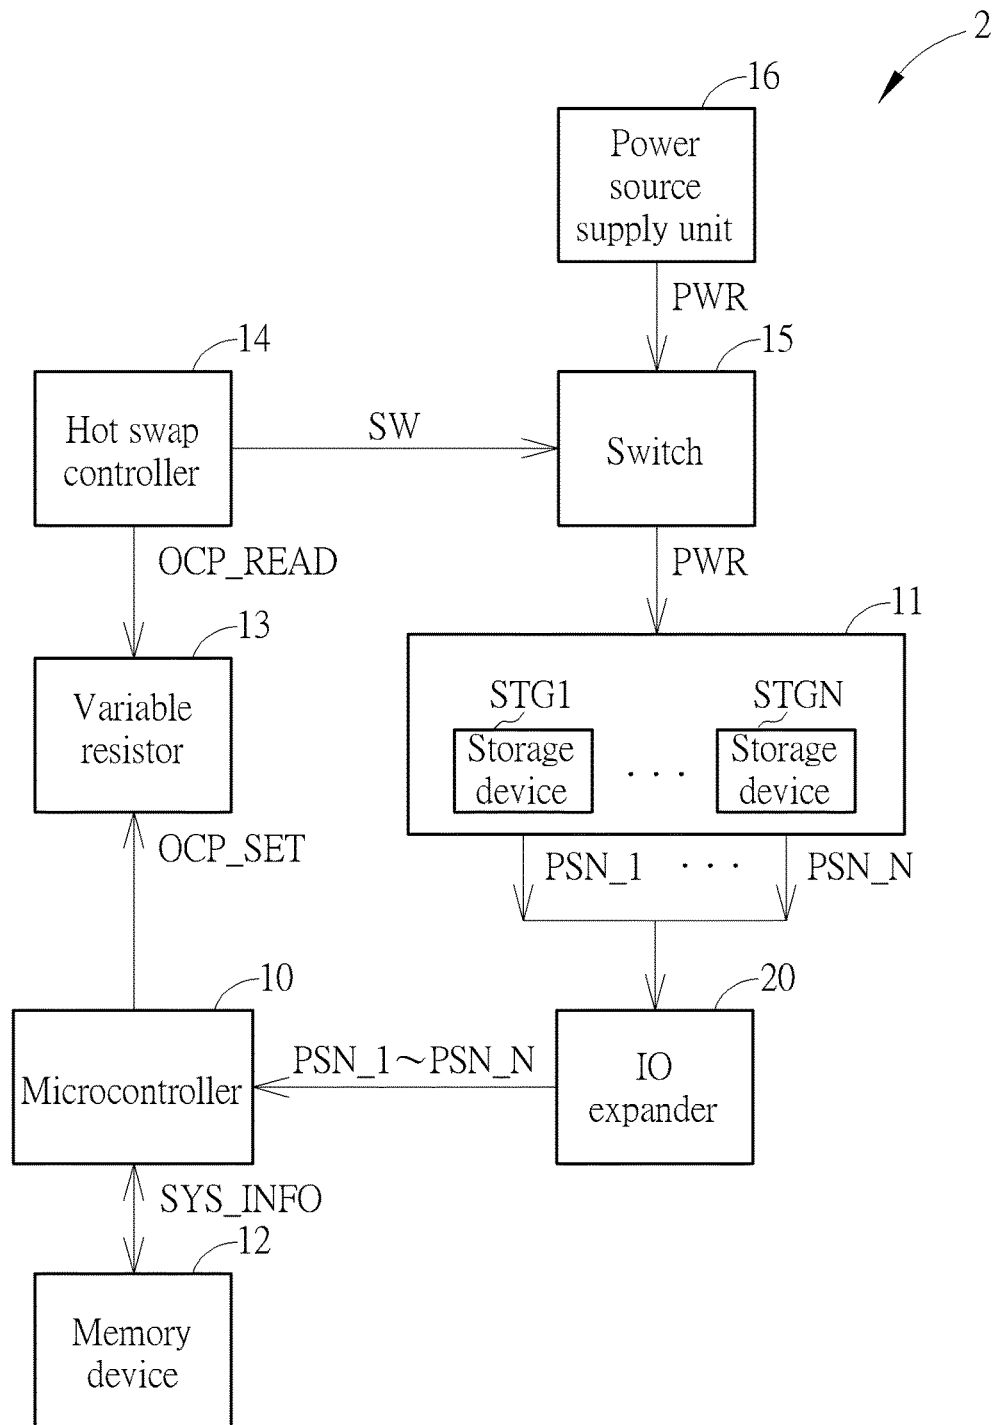 2
16
Power
source
supply unit
PWR
14
15
Hot swap
controller
SW
Switch
OCP_READ
PWR
13
11
Variable
resistor
STG1
STGN
Storage
device
. . .
Storage
device
OCP_SET
PSN_1 . . . PSN_N
10
20
Microcontroller
PSN_1～PSN_N
IO
expander
SYS_INFO
12
Memory
device